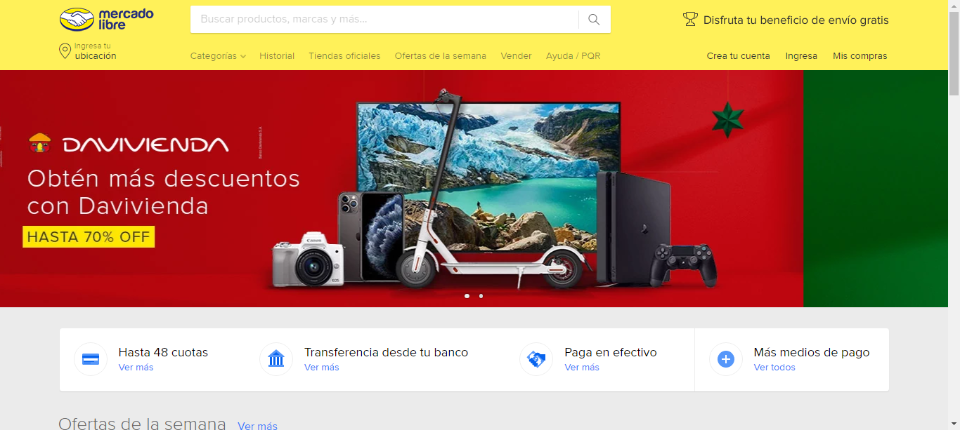 mercado
libre
Buscar productos, marcas y más...
Disfruta tu beneficio de envío gratis
Ingresa tu
ubicación
Categorías Historial Tiendas oficiales Ofertas de la semana Vender Ayuda / PQR
Crea tu cuenta Ingresa Mis compras
DAVIVIENDA
Obtén más descuentos
con Davivienda
HASTA 70% OFF
Canon
Hasta 48 cuotas
Ver más
Transferencia desde tu banco
Ver más
Paga en efectivo
Ver más
Más medios de pago
Ver todos
Ofertas de la semana Ver más